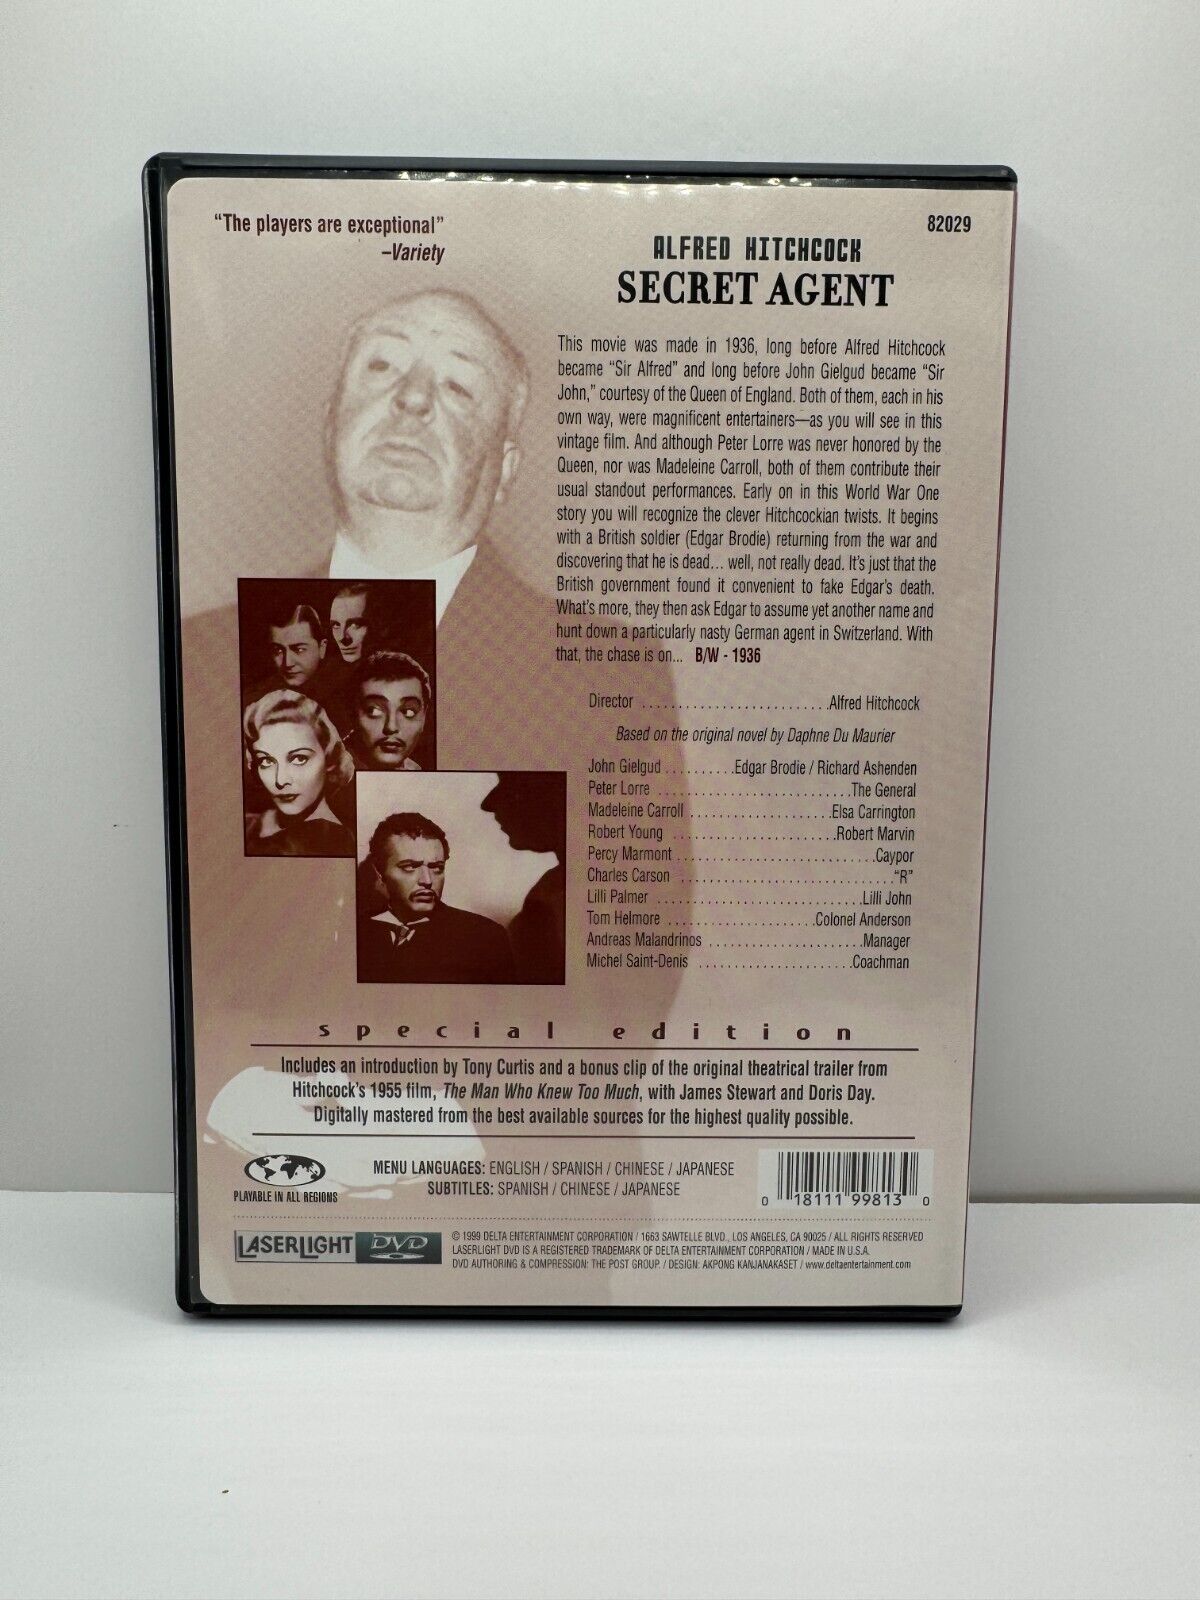 “The players are exceptional”
–Variety
82029
ALFRED HITCHCOCK
SECRET AGENT
This movie was made in 1936, long before Alfred Hitchcock
became “Sir Alfred” and long before John Gielgud became “Sir
John,” courtesy of the Queen of England. Both of them, each in his
own way, were magnificent entertainers—as you will see in this
vintage film. And although Peter Lorre was never honored by the
Queen, nor was Madeleine Carroll, both of them contribute their
usual standout performances. Early on in this World War One
story you will recognize the clever Hitchcockian twists. It begins
with a British soldier (Edgar Brodie) returning from the war and
discovering that he is dead... well, not really dead. It’s just that the
British government found it convenient to fake Edgar’s death.
What’s more, they then ask Edgar to assume yet another name and
hunt down a particularly nasty German agent in Switzerland. With
that, the chase is on... B/W - 1936
Director ..........................Alfred Hitchcock
Based on the original novel by Daphne Du Maurier
John Gielgud..........Edgar Brodie / Richard Ashenden
Peter Lorre ............................The General
Madeleine Carroll ....................Elsa Carrington
Robert Young .......................Robert Marvin
Percy Marmont............................Caypor
Charles Carson ..............................“R”
Lilli Palmer .............................Lilli John
Tom Helmore ....................Colonel Anderson
Andreas Malandrinos .....................Manager
Michel Saint-Denis .....................Coachman
special edition
Includes an introduction by Tony Curtis and a bonus clip of the original theatrical trailer from
Hitchcock’s 1955 film, The Man Who Knew Too Much, with James Stewart and Doris Day.
Digitally mastered from the best available sources for the highest quality possible.
PLAYABLE IN ALL REGIONS
MENU LANGUAGES: ENGLISH / SPANISH / CHINESE / JAPANESE
SUBTITLES: SPANISH / CHINESE / JAPANESE
0 18111 99813 0
LASERLIGHT DVD
© 1999 DELTA ENTERTAINMENT CORPORATION / 1663 SAWTELLE BLVD., LOS ANGELES, CA 90025 / ALL RIGHTS RESERVED
LASERLIGHT DVD IS A REGISTERED TRADEMARK OF DELTA ENTERTAINMENT CORPORATION / MADE IN U.S.A.
DVD AUTHORING & COMPRESSION: THE POST GROUP. / DESIGN: AKPONG KANJANAKASET / www.deltaentertainment.com